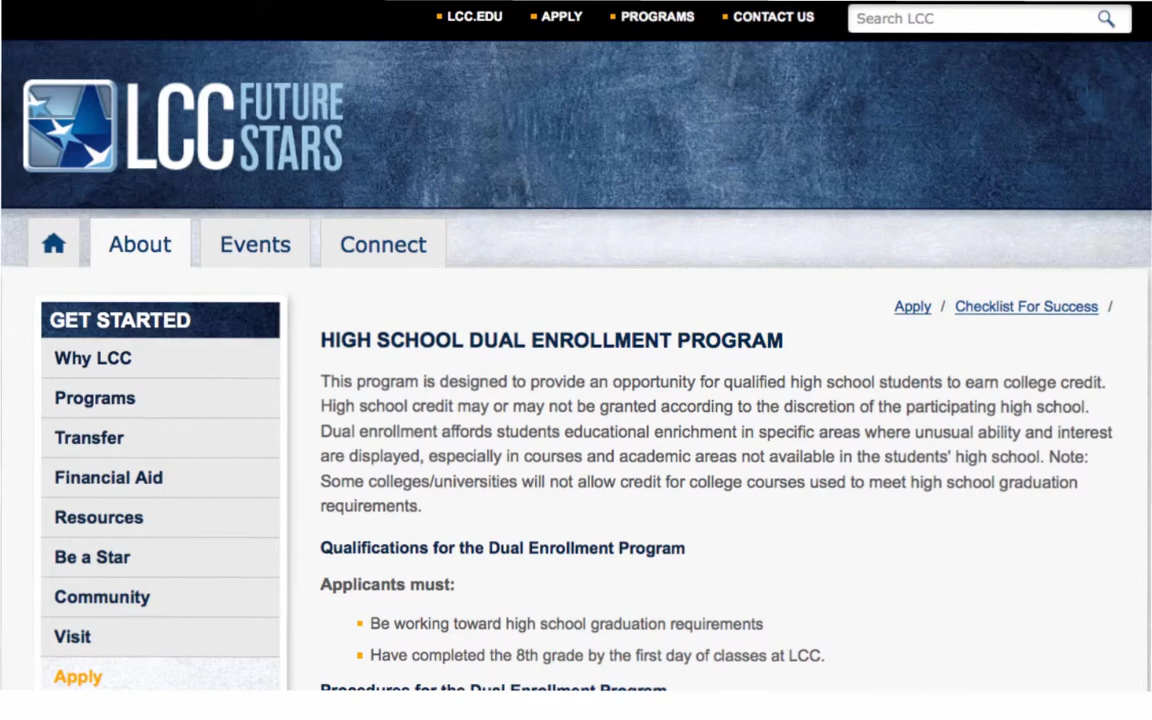 LCC.EDU APPLY PROGRAMS CONTACT US Search LCC
LCC FUTURE STARS
About Events Connect
Apply / Checklist For Success /
GET STARTED
Why LCC
Programs
Transfer
Financial Aid
Resources
Be a Star
Community
Visit
Apply
HIGH SCHOOL DUAL ENROLLMENT PROGRAM
This program is designed to provide an opportunity for qualified high school students to earn college credit.
High school credit may or may not be granted according to the discretion of the participating high school.
Dual enrollment affords students educational enrichment in specific areas where unusual ability and interest
are displayed, especially in courses and academic areas not available in the students' high school. Note:
Some colleges/universities will not allow credit for college courses used to meet high school graduation
requirements.
Qualifications for the Dual Enrollment Program
Applicants must:
Be working toward high school graduation requirements
Have completed the 8th grade by the first day of classes at LCC.
Procedures for the Dual Enrollment Program